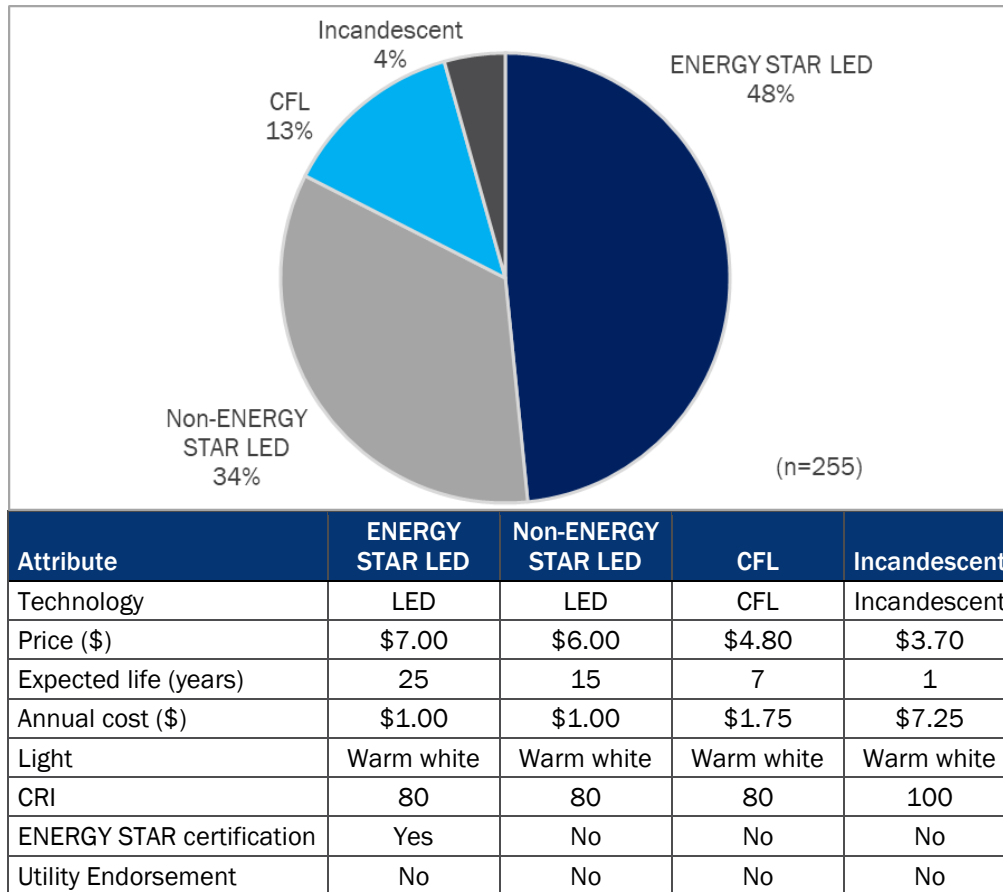 Incandescent
4%
ENERGY STAR LED
48%
CFL
13%
Non-ENERGY
STAR LED
34%
(n=255)
Attribute ENERGY STAR LED Non-ENERGY STAR LED CFL Incandescent
Technology LED LED CFL Incandescent
Price ($) $7.00 $6.00 $4.80 $3.70
Expected life (years) 25 15 7 1
Annual cost ($) $1.00 $1.00 $1.75 $7.25
Light Warm white Warm white Warm white Warm white
CRI 80 80 80 100
ENERGY STAR certification Yes No No No
Utility Endorsement No No No No